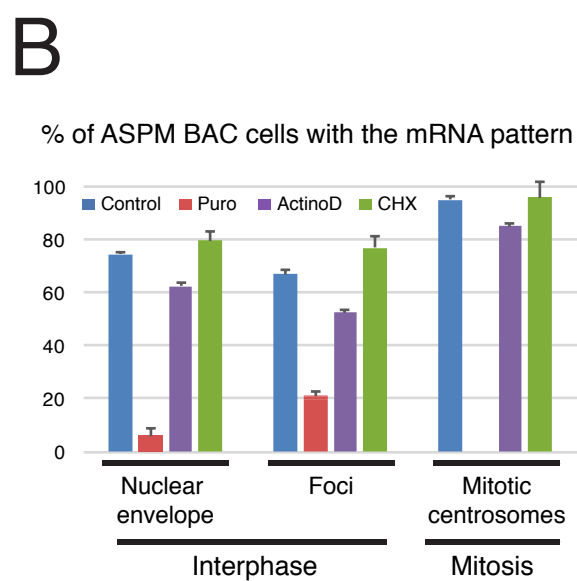 B
% of ASPM BAC cells with the mRNA pattern
100
Control Puro ActinoD CHX
80
60
40
20
0
Nuclear
envelope
Foci
Mitotic
centrosomes
Interphase
Mitosis